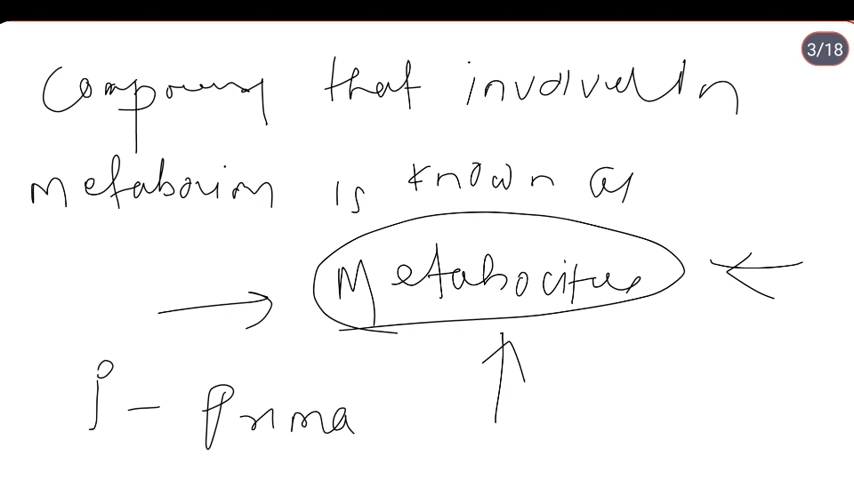 3/18
Compound that involved in
metabolism is known as
Metabolites
i - Prima